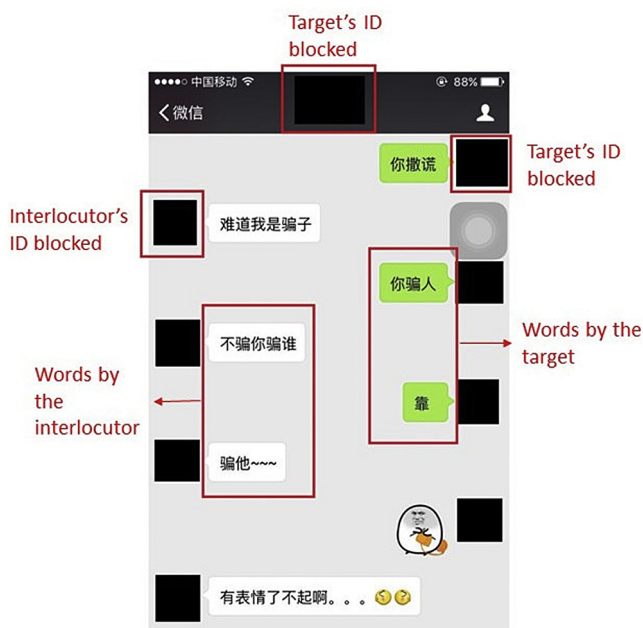 Target's ID
blocked
中国移动
88%
微信
你撒谎
Target's ID
blocked
Interlocutor's
ID blocked
难道我是骗子
你骗人
不骗你骗谁
Words by the
target
Words by
the
interlocutor
靠
骗他~~~
有表情了不起啊。。。